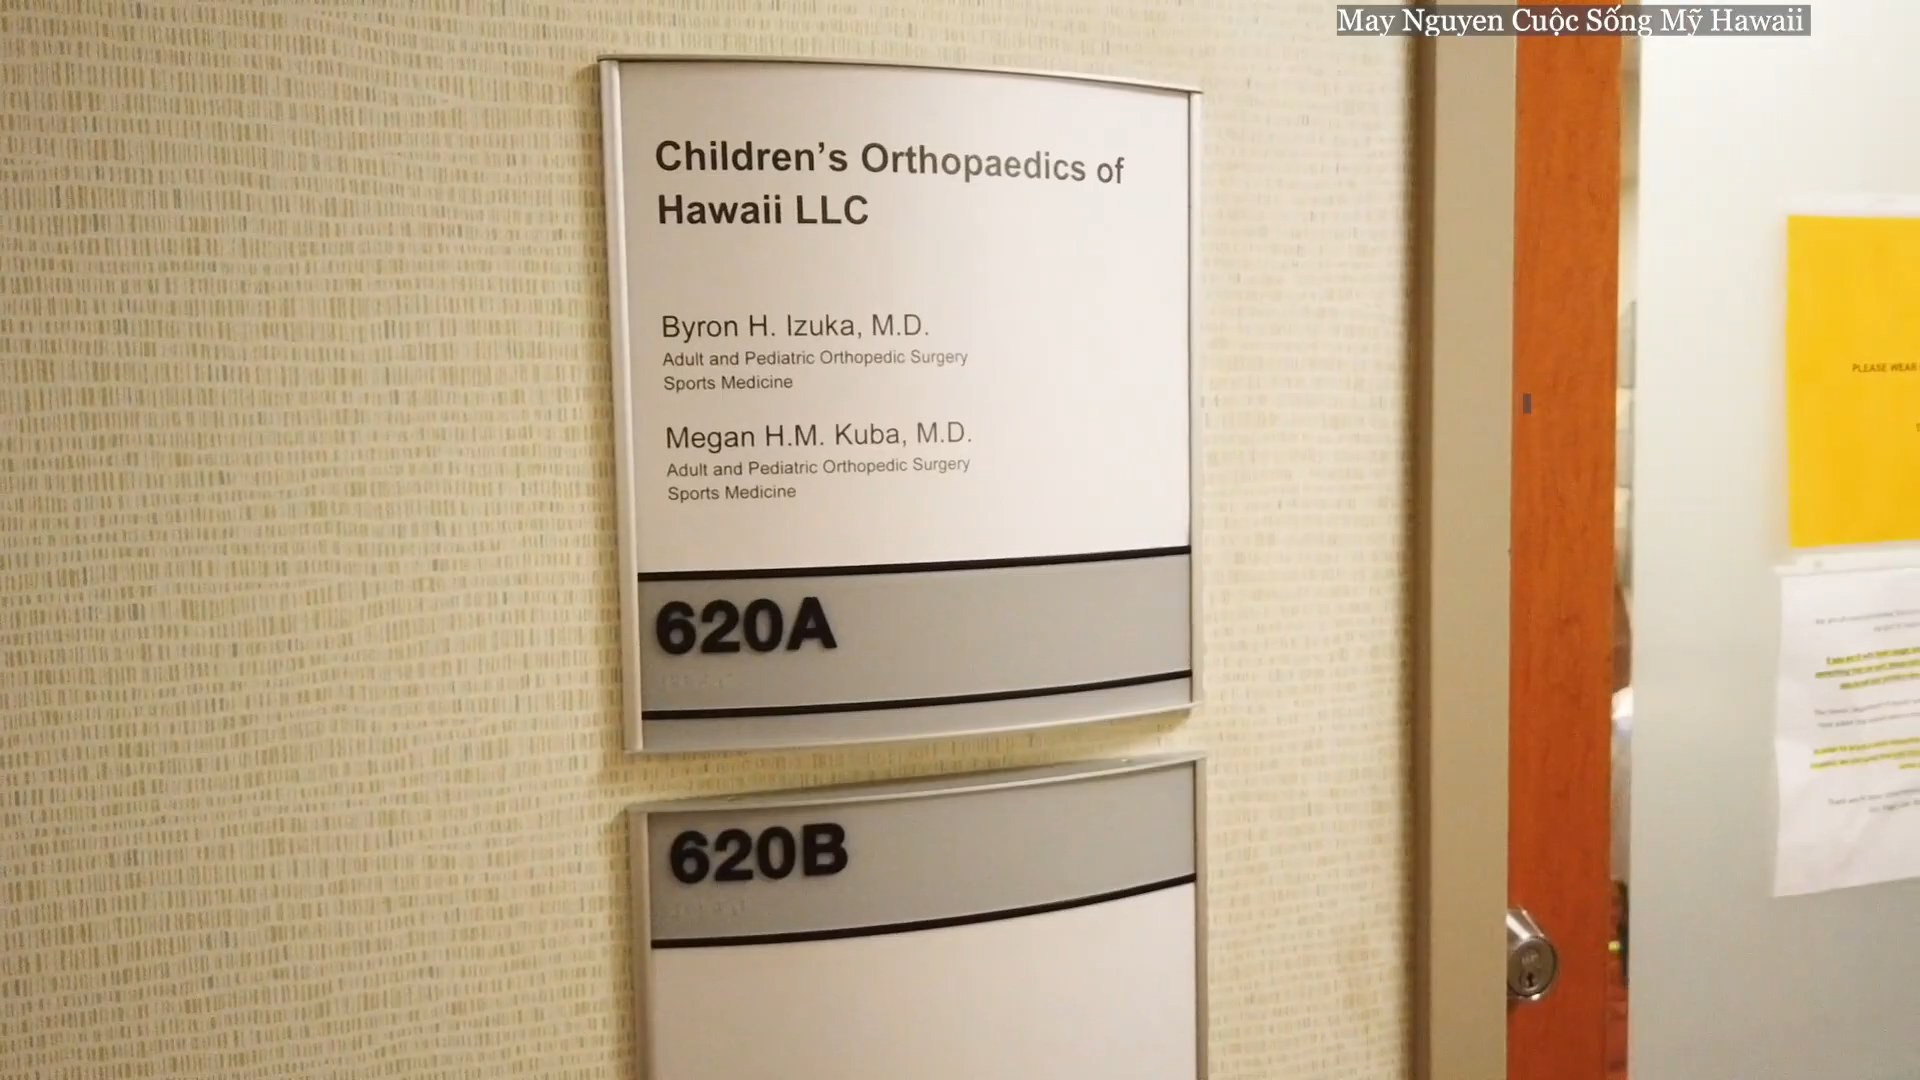 May Nguyen Cuộc Sống Mỹ Hawaii
Children's Orthopaedics of
Hawaii LLC
Byron H. Izuka, M.D.
Adult and Pediatric Orthopedic Surgery
Sports Medicine
Megan H.M. Kuba, M.D.
Adult and Pediatric Orthopedic Surgery
Sports Medicine
620A
620B
PLEASE WEAR